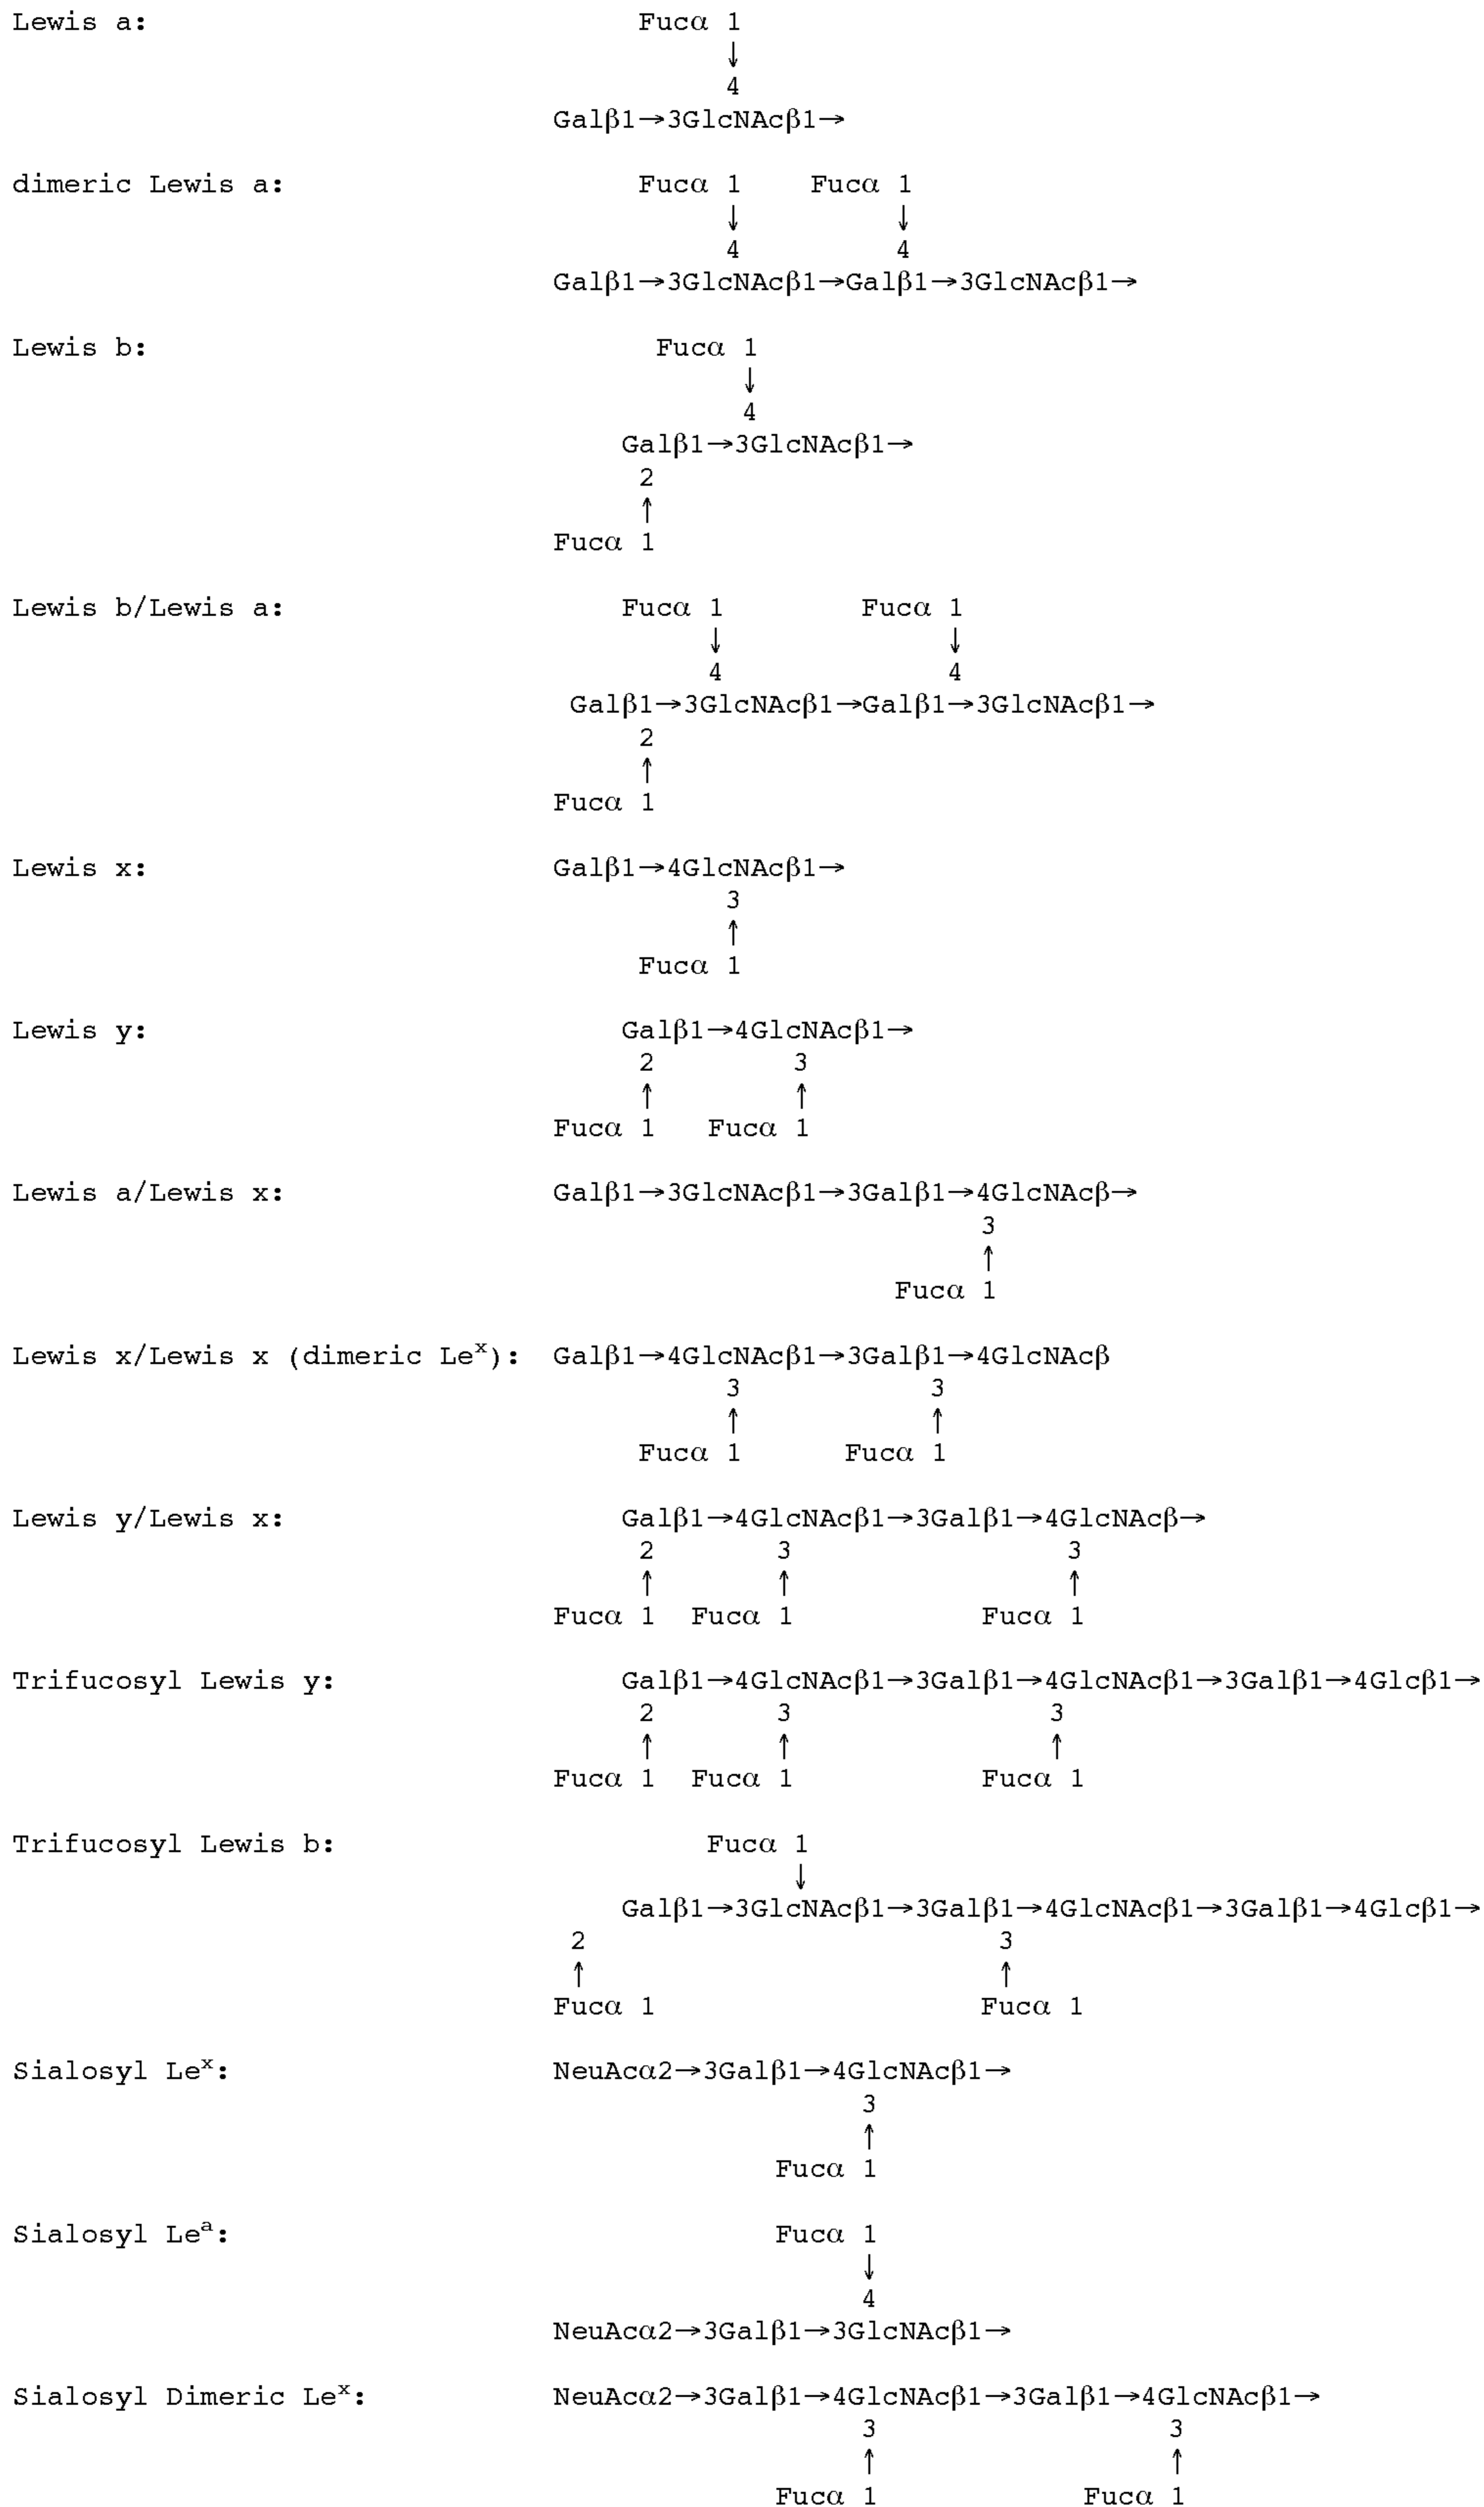 Lewis a: Fucα 1
↓
4
Galβ1→3GlcNAcβ1→
dimeric Lewis a: Fucα 1 Fucα 1
↓ ↓
4 4
Galβ1→3GlcNAcβ1→Galβ1→3GlcNAcβ1→
Lewis b: Fucα 1
↓
4
Galβ1→3GlcNAcβ1→
2
↑
Fucα 1
Lewis b/Lewis a: Fucα 1 Fucα 1
↓ ↓
4 4
Galβ1→3GlcNAcβ1→Galβ1→3GlcNAcβ1→
2
↑
Fucα 1
Lewis x: Galβ1→4GlcNAcβ1→
3
↑
Fucα 1
Lewis y: Galβ1→4GlcNAcβ1→
2 3
↑ ↑
Fucα 1 Fucα 1
Lewis a/Lewis x: Galβ1→3GlcNAcβ1→3Galβ1→4GlcNAcβ→
3
↑
Fucα 1
Lewis x/Lewis x (dimeric Leˣ): Galβ1→4GlcNAcβ1→3Galβ1→4GlcNAcβ
3 3
↑ ↑
Fucα 1 Fucα 1
Lewis y/Lewis x: Galβ1→4GlcNAcβ1→3Galβ1→4GlcNAcβ→
2 3 3
↑ ↑ ↑
Fucα 1 Fucα 1 Fucα 1
Trifucosyl Lewis y: Galβ1→4GlcNAcβ1→3Galβ1→4GlcNAcβ1→3Galβ1→4Glcβ1→
2 3 3
↑ ↑ ↑
Fucα 1 Fucα 1 Fucα 1
Trifucosyl Lewis b: Fucα 1
↓
Galβ1→3GlcNAcβ1→3Galβ1→4GlcNAcβ1→3Galβ1→4Glcβ1→
2 3
↑ ↑
Fucα 1 Fucα 1
Sialosyl Leˣ: NeuAcα2→3Galβ1→4GlcNAcβ1→
3
↑
Fucα 1
Sialosyl Leᵃ: Fucα 1
↓
4
NeuAcα2→3Galβ1→3GlcNAcβ1→
Sialosyl Dimeric Leˣ: NeuAcα2→3Galβ1→4GlcNAcβ1→3Galβ1→4GlcNAcβ1→
3 3
↑ ↑
Fucα 1 Fucα 1